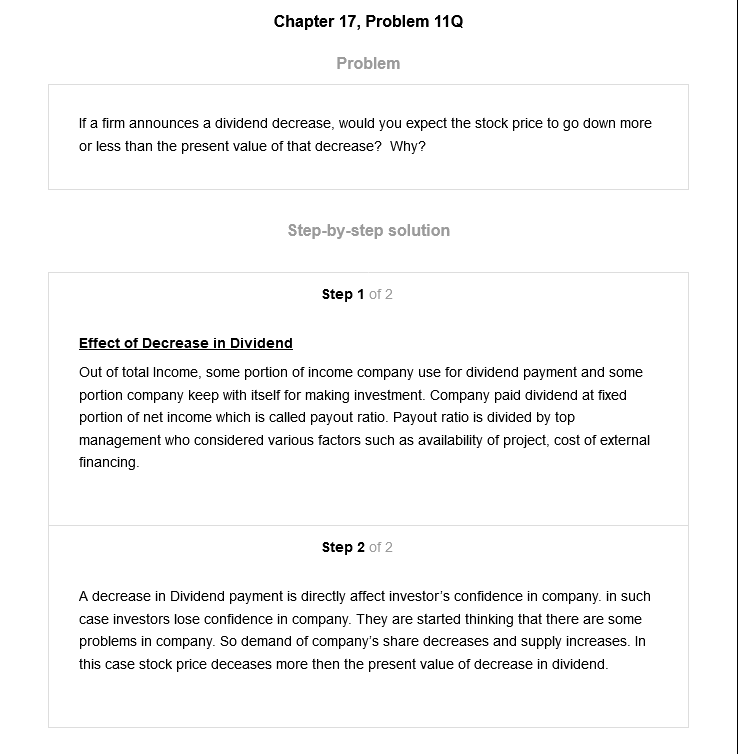 Chapter 17, Problem 11Q
Problem
If a firm announces a dividend decrease, would you expect the stock price to go down more
or less than the present value of that decrease?  Why?
Step-by-step solution
Step 1 of 2
Effect of Decrease in Dividend
Out of total Income, some portion of income company use for dividend payment and some
portion company keep with itself for making investment. Company paid dividend at fixed
portion of net income which is called payout ratio. Payout ratio is divided by top
management who considered various factors such as availability of project, cost of external
financing.
Step 2 of 2
A decrease in Dividend payment is directly affect investor's confidence in company. in such
case investors lose confidence in company. They are started thinking that there are some
problems in company. So demand of company's share decreases and supply increases. In
this case stock price deceases more then the present value of decrease in dividend.